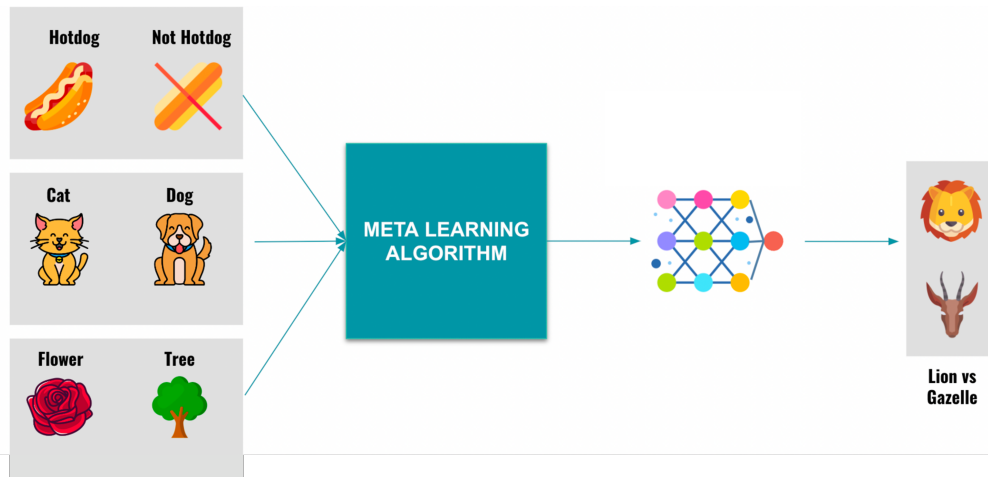 Hotdog
Not Hotdog
Cat
Dog
Flower
Tree
META LEARNING
ALGORITHM
Lion vs
Gazelle